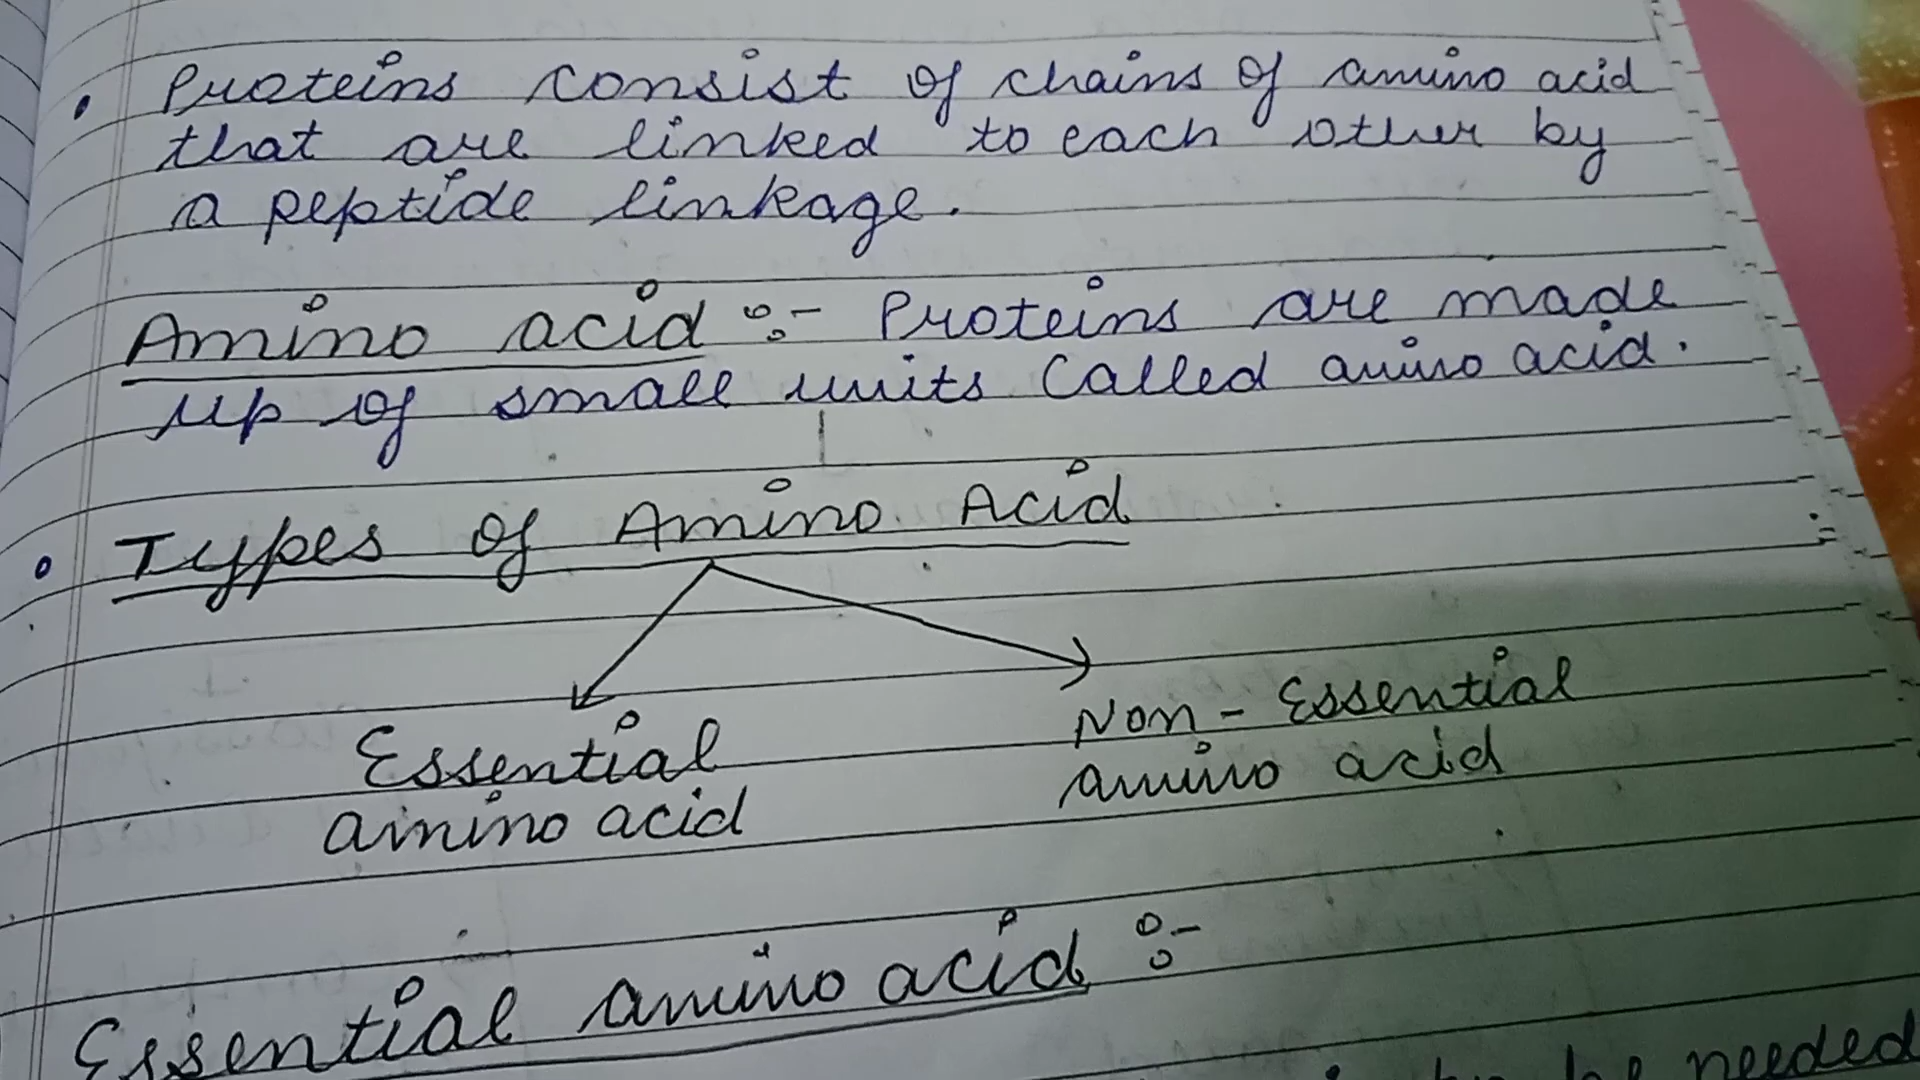 • Proteins consist of chains of amino acid
that are linked to each other by
a peptide linkage.
Amino acid :- Proteins are made
up of small units Called amino acid.
• Types of Amino Acid
Essential
amino acid
Non - Essential
amino acid
Essential amino acid :-
to be needed